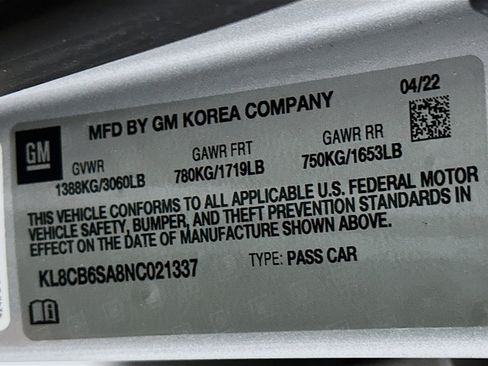 04/22
MFD BY GM KOREA COMPANY
GM
GVWR GAWR FRT GAWR RR
1388KG/3060LB 780KG/1719LB 750KG/1653LB
THIS VEHICLE CONFORMS TO ALL APPLICABLE U.S. FEDERAL MOTOR
VEHICLE SAFETY, BUMPER, AND THEFT PREVENTION STANDARDS IN
EFFECT ON THE DATE OF MANUFACTURE SHOWN ABOVE.
KL8CB6SA8NC021337 TYPE: PASS CAR